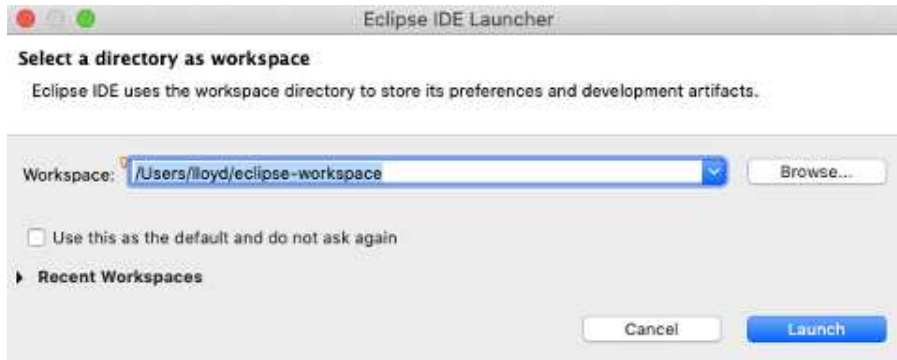 Eclipse IDE Launcher
Select a directory as workspace
Eclipse IDE uses the workspace directory to store its preferences and development artifacts.
Workspace: /Users/lloyd/eclipse-workspace Browse...
Use this as the default and do not ask again
Recent Workspaces
Cancel Launch